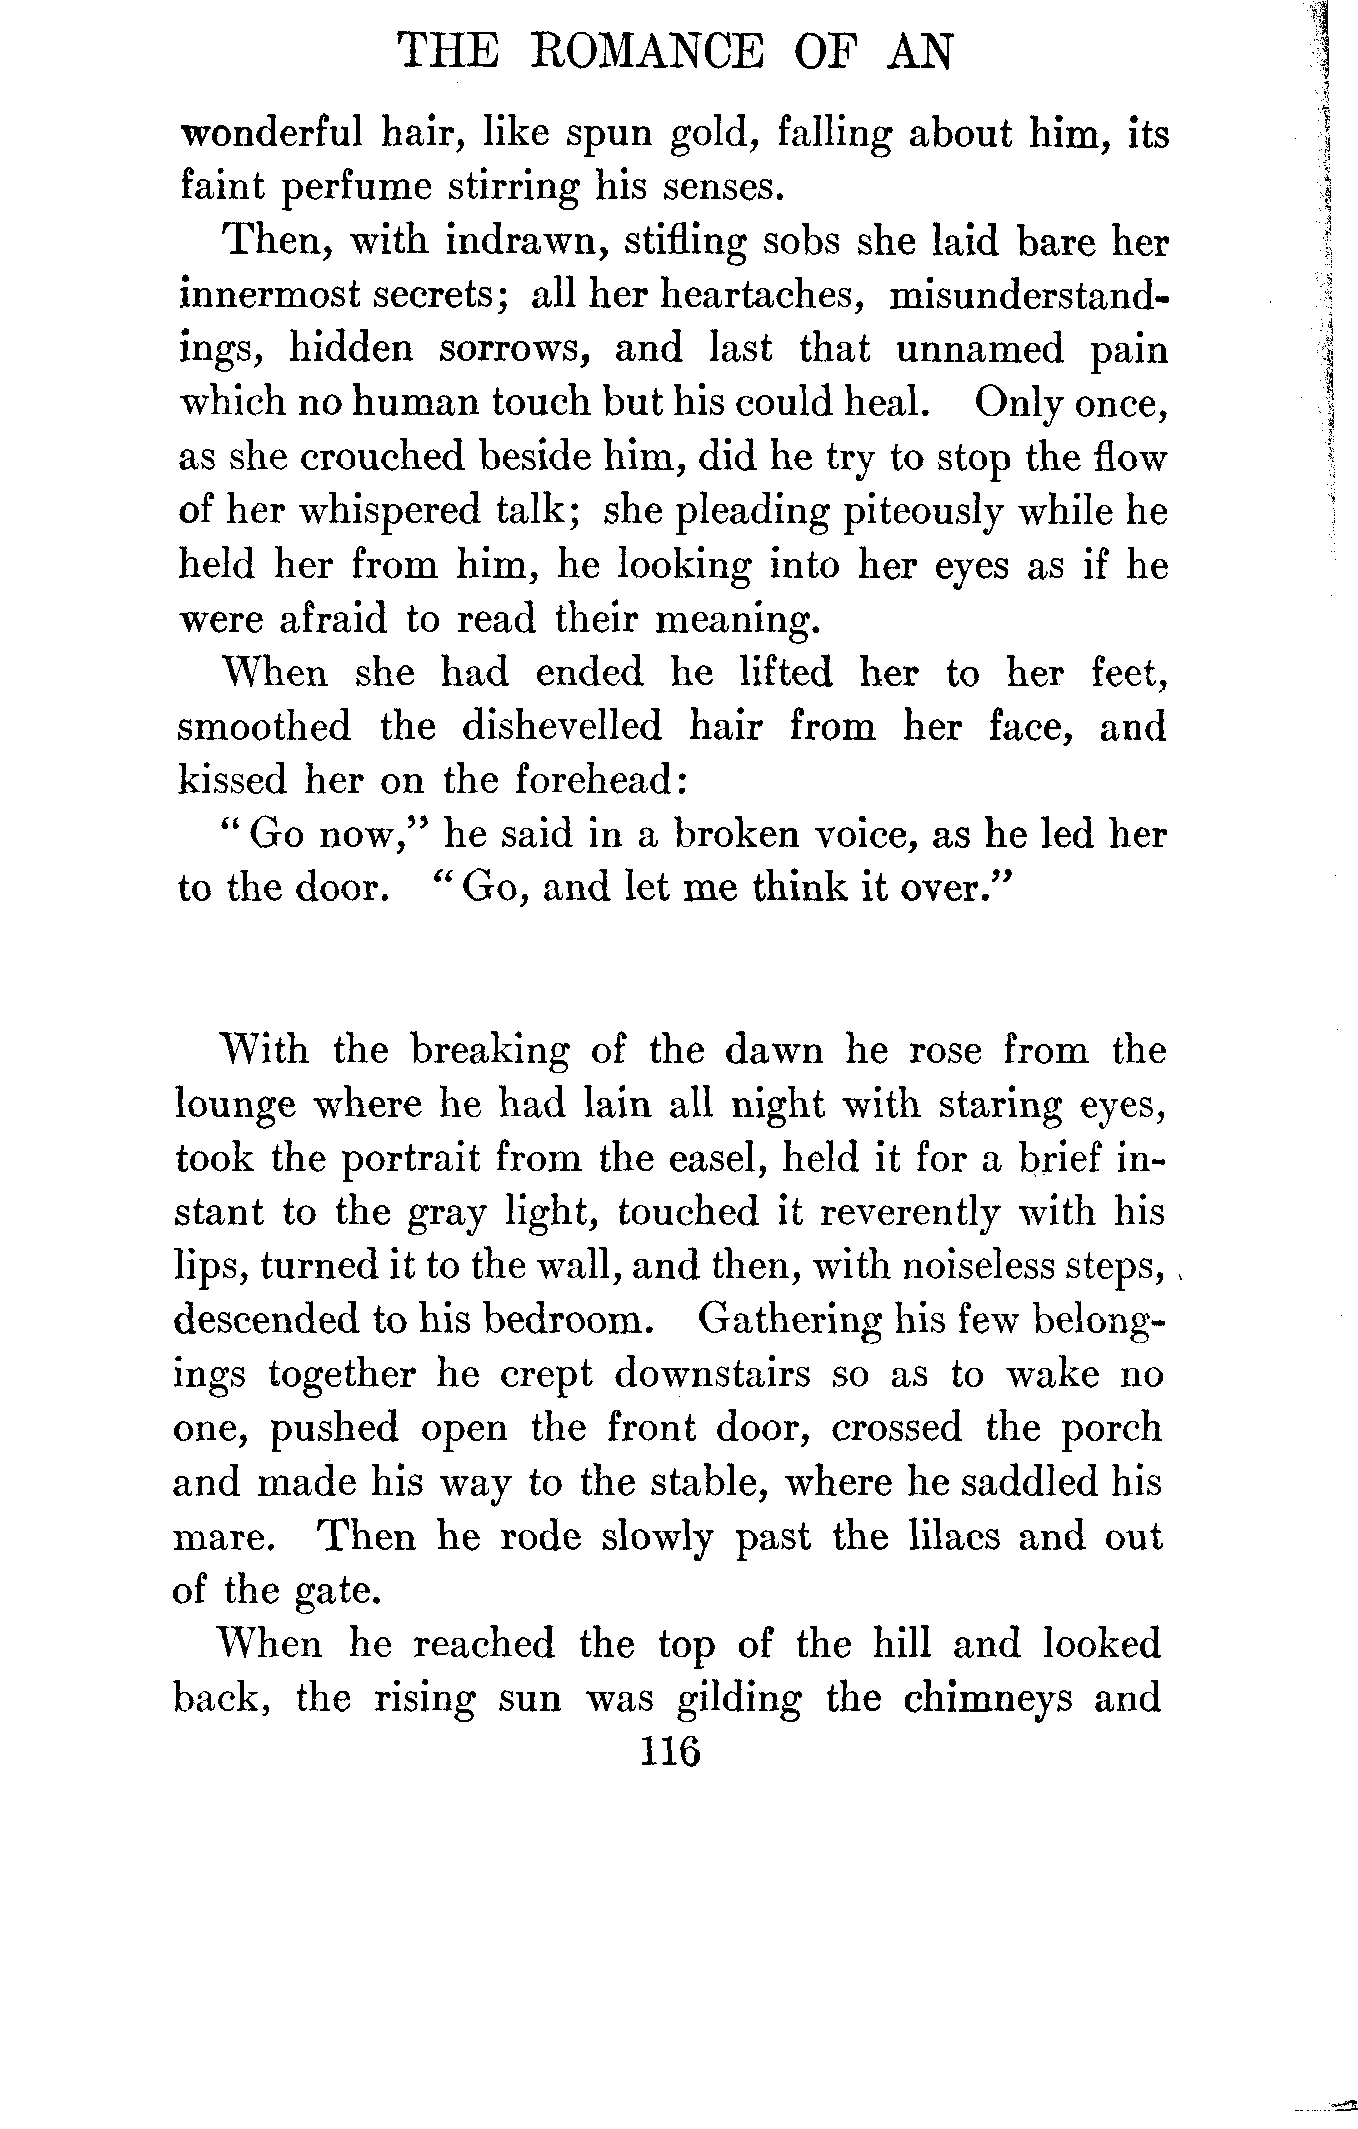 THE ROMANCE OF AN
wonderful hair, like spun gold, falling about him, its
faint perfume stirring his senses.
Then, with indrawn, stifling sobs she laid bare her
innermost secrets; all her heartaches, misunderstand-
ings, hidden sorrows, and last that unnamed pain
which no human touch but his could heal. Only once,
as she crouched beside him, did he try to stop the flow
of her whispered talk; she pleading piteously while he
held her from him, he looking into her eyes as if he
were afraid to read their meaning.
When she had ended he lifted her to her feet,
smoothed the dishevelled hair from her face, and
kissed her on the forehead:
“ Go now,” he said in a broken voice, as he led her
to the door. “ Go, and let me think it over.”
With the breaking of the dawn he rose from the
lounge where he had lain all night with staring eyes,
took the portrait from the easel, held it for a brief in-
stant to the gray light, touched it reverently with his
lips, turned it to the wall, and then, with noiseless steps,
descended to his bedroom. Gathering his few belong-
ings together he crept downstairs so as to wake no
one, pushed open the front door, crossed the porch
and made his way to the stable, where he saddled his
mare. Then he rode slowly past the lilacs and out
of the gate.
When he reached the top of the hill and looked
back, the rising sun was gilding the chimneys and
116